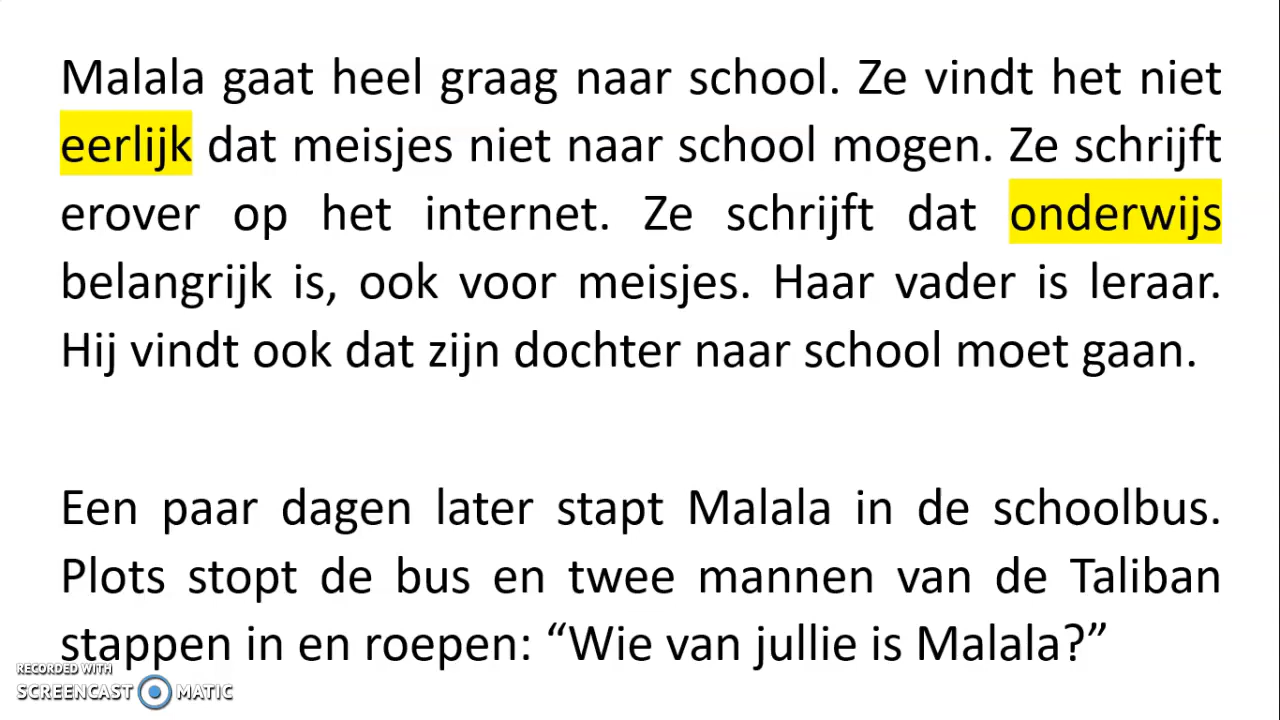 Malala gaat heel graag naar school. Ze vindt het niet
eerlijk dat meisjes niet naar school mogen. Ze schrijft
erover op het internet. Ze schrijft dat onderwijs
belangrijk is, ook voor meisjes. Haar vader is leraar.
Hij vindt ook dat zijn dochter naar school moet gaan.
Een paar dagen later stapt Malala in de schoolbus.
Plots stopt de bus en twee mannen van de Taliban
stappen in en roepen: “Wie van jullie is Malala?”
RECORDED WITH
SCREENCAST MATIC